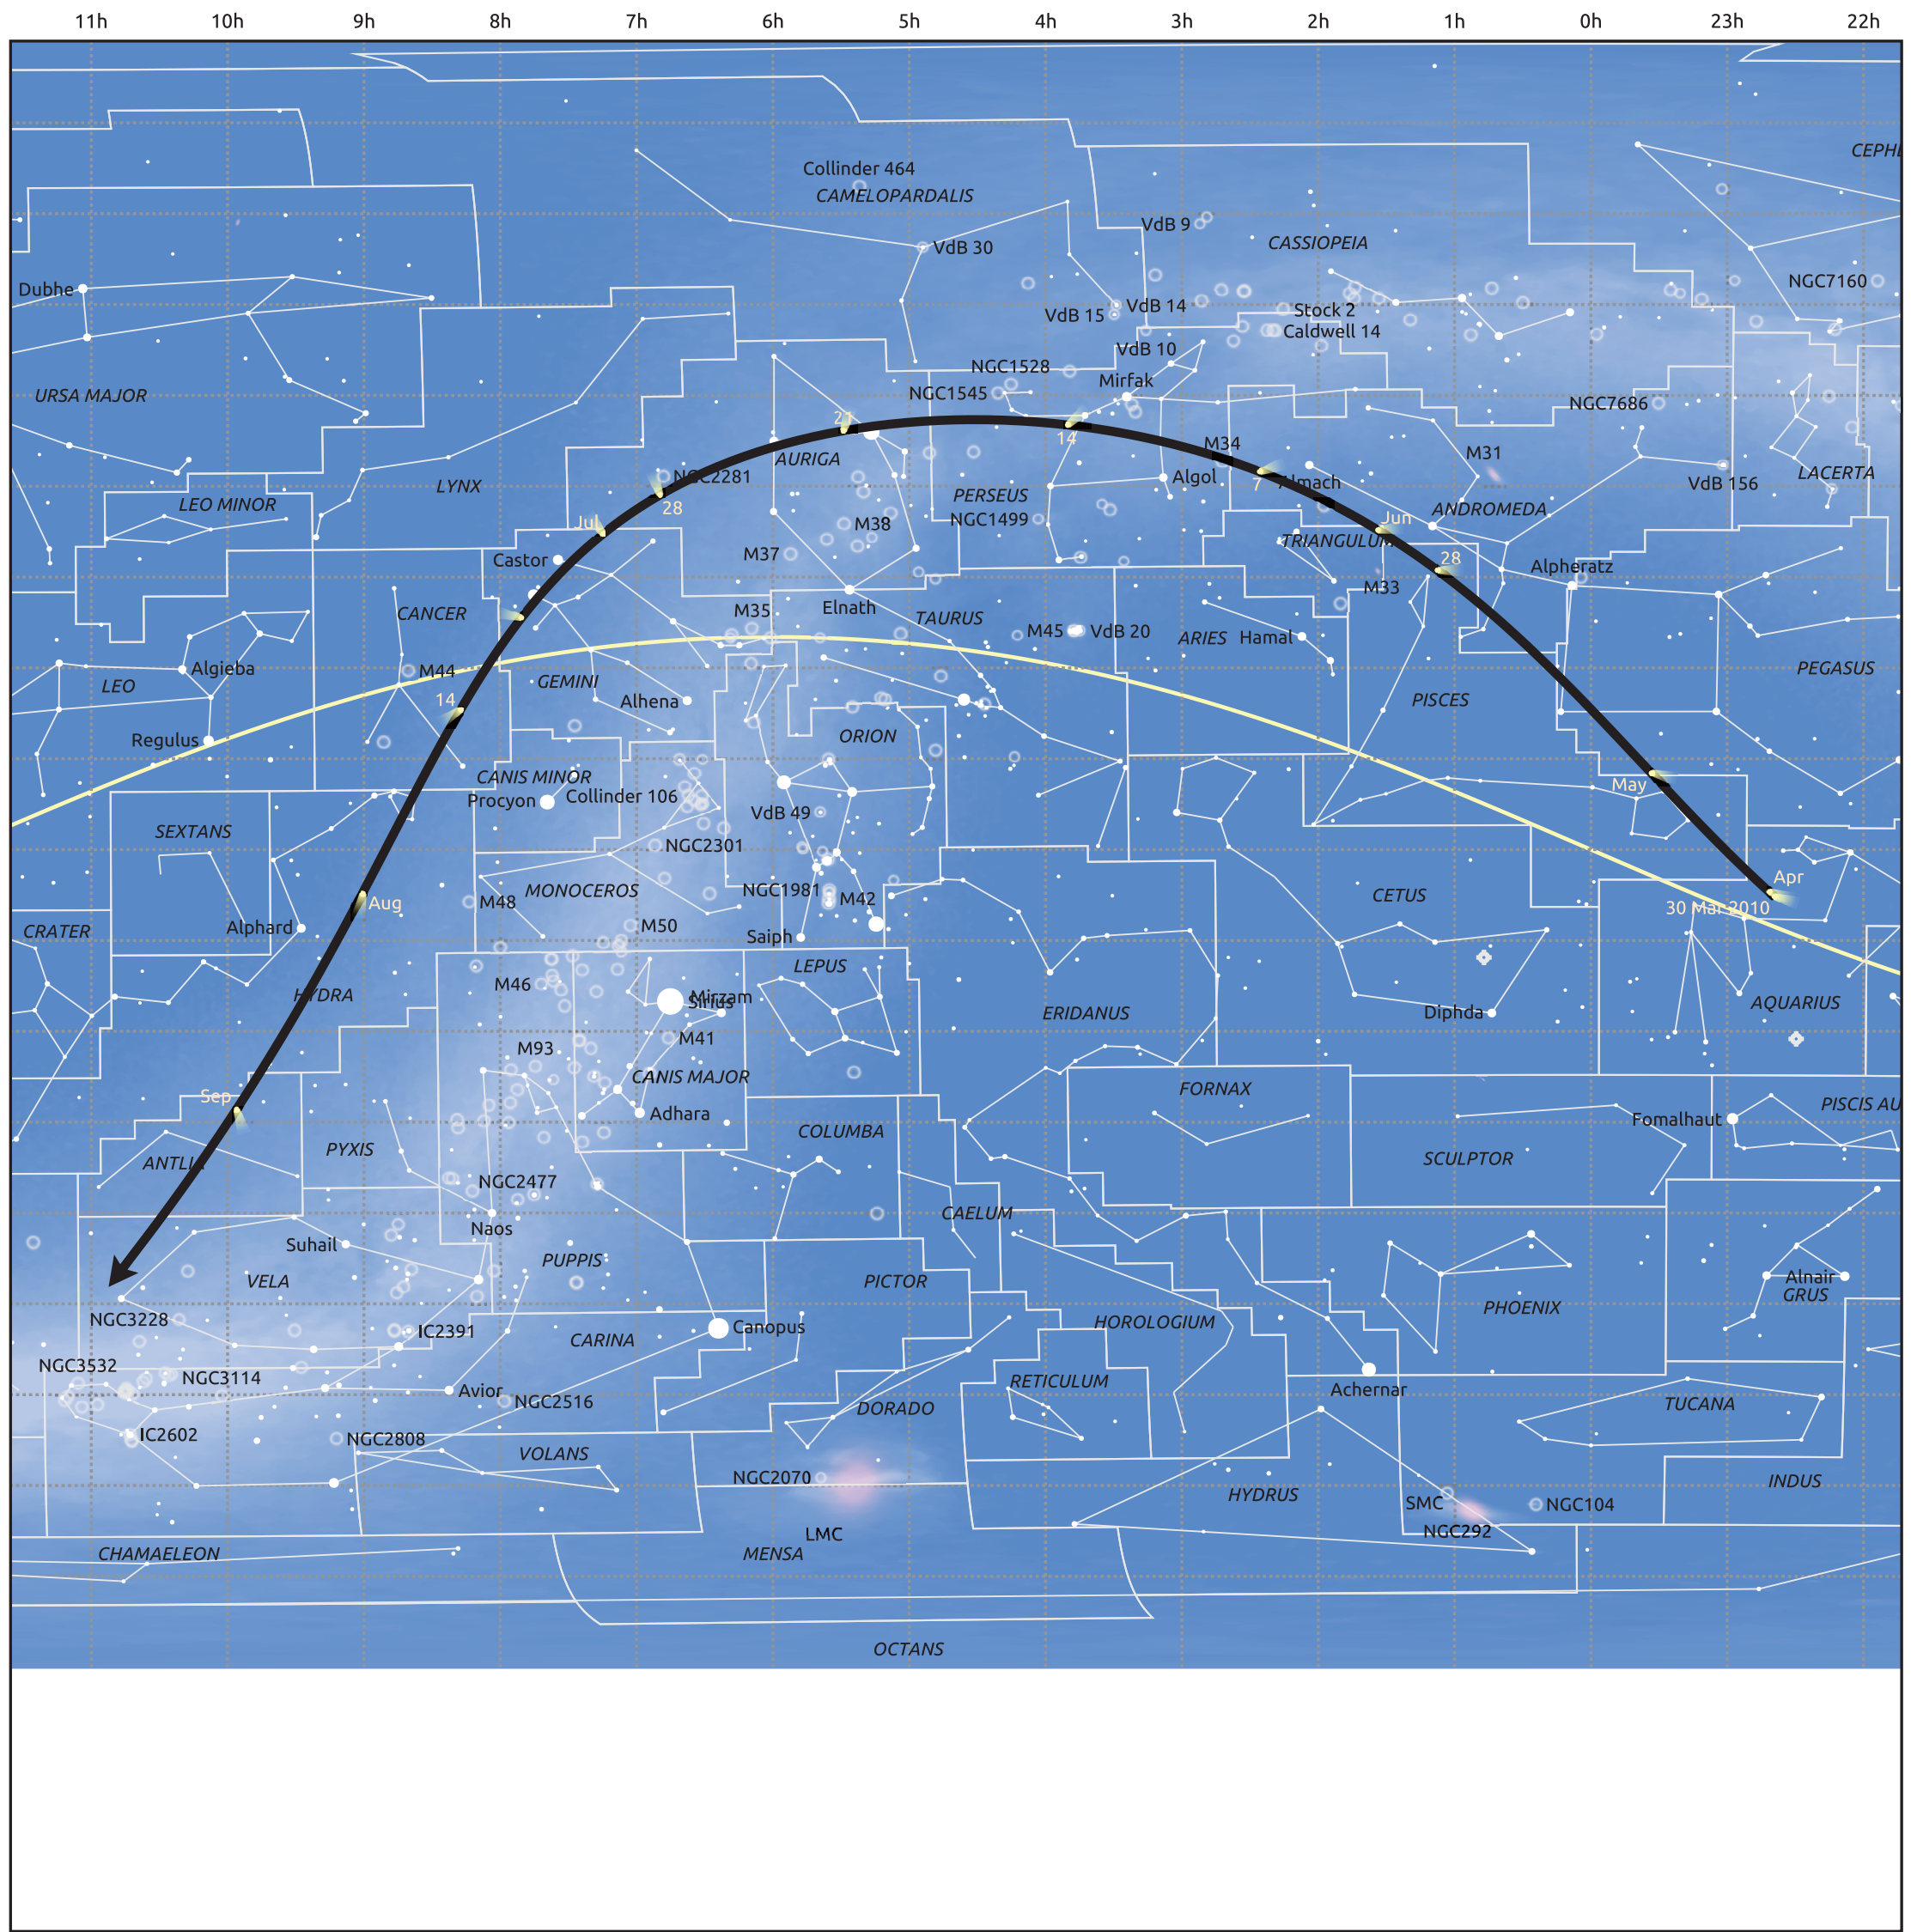 11h 10h 9h 8h 7h 6h 5h 4h 3h 2h 1h 0h 23h 22h
CEPHE
Collinder 464
CAMELOPARDALIS
VdB 9
CASSIOPEIA
VdB 30
Dubhe
NGC7160
VdB 14
VdB 15
Stock 2
Caldwell 14
VdB 10
NGC1528
Mirfak
URSA MAJOR
NGC1545
NGC7686
21
14
M34
M31
AURIGA
Algol
7
Almach
LACERTA
NGC2281
VdB 156
LYNX
PERSEUS
LEO MINOR
28
ANDROMEDA
NGC1499
Jul
M38
Jun
TRIANGULUM
M37
Castor
28
Alpheratz
M33
Elnath
M35
CANCER
TAURUS
M45
VdB 20
ARIES
Hamal
Algieba
M44
PEGASUS
LEO
GEMINI
14
Alhena
PISCES
Regulus
ORION
CANIS MINOR
May
Procyon
Collinder 106
VdB 49
SEXTANS
NGC2301
Apr
MONOCEROS
NGC1981
M42
CETUS
Aug
M48
30 Mar 2010
CRATER
Alphard
M50
Saiph
LEPUS
M46
HYDRA
Mirzam
Sirius
AQUARIUS
ERIDANUS
Diphda
M41
M93
CANIS MAJOR
FORNAX
Sep
Adhara
PISCIS AU
Fomalhaut
COLUMBA
PYXIS
ANTLIA
SCULPTOR
NGC2477
CAELUM
Naos
Suhail
PUPPIS
VELA
PICTOR
Alnair
GRUS
PHOENIX
NGC3228
HOROLOGIUM
IC2391
CARINA
Canopus
NGC3532
NGC3114
RETICULUM
Avior
Achernar
NGC2516
DORADO
TUCANA
IC2602
NGC2808
VOLANS
NGC2070
INDUS
HYDRUS
SMC
NGC104
LMC
NGC292
CHAMAELEON
MENSA
OCTANS